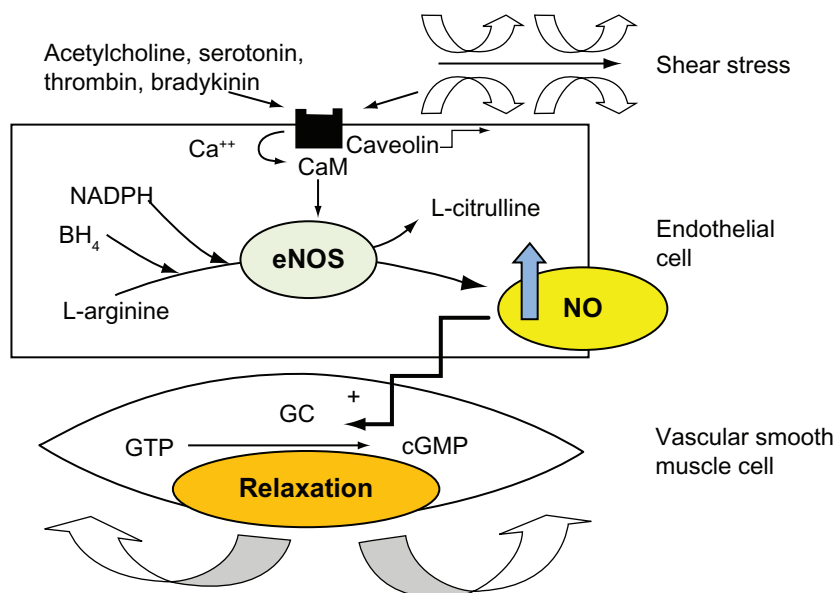 Acetylcholine, serotonin,
thrombin, bradykinin
Shear stress
Ca⁺⁺
Caveolin
CaM
NADPH
BH₄
L-arginine
eNOS
L-citrulline
Endothelial
cell
NO
+
GC
GTP
cGMP
Relaxation
Vascular smooth
muscle cell